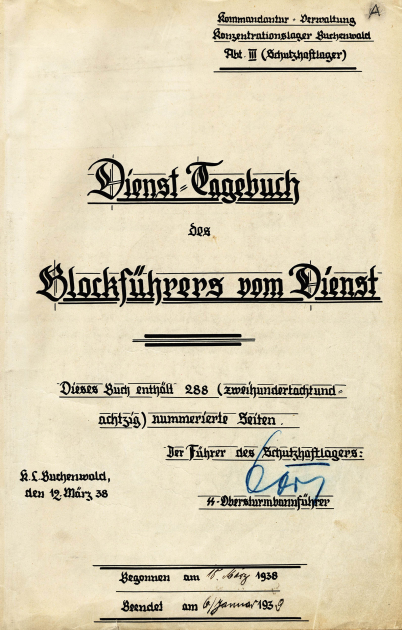 A
Kommandantur-Verwaltung
Konzentrationslager Buchenwald
Abt. III (Schutzhaftlager)
Dienst-Tagebuch
des
Blockführers vom Dienst
Dieses Buch enthält 288 (zweihundertachtund-
achtzig) nummerierte Seiten.
Der Führer des Schutzhaftlagers:
K.L. Buchenwald,
den 12. März 38
ᛋᛋ-Obersturmbannführer
Begonnen am 15. März 1938
Beendet am 6/Januar 1939